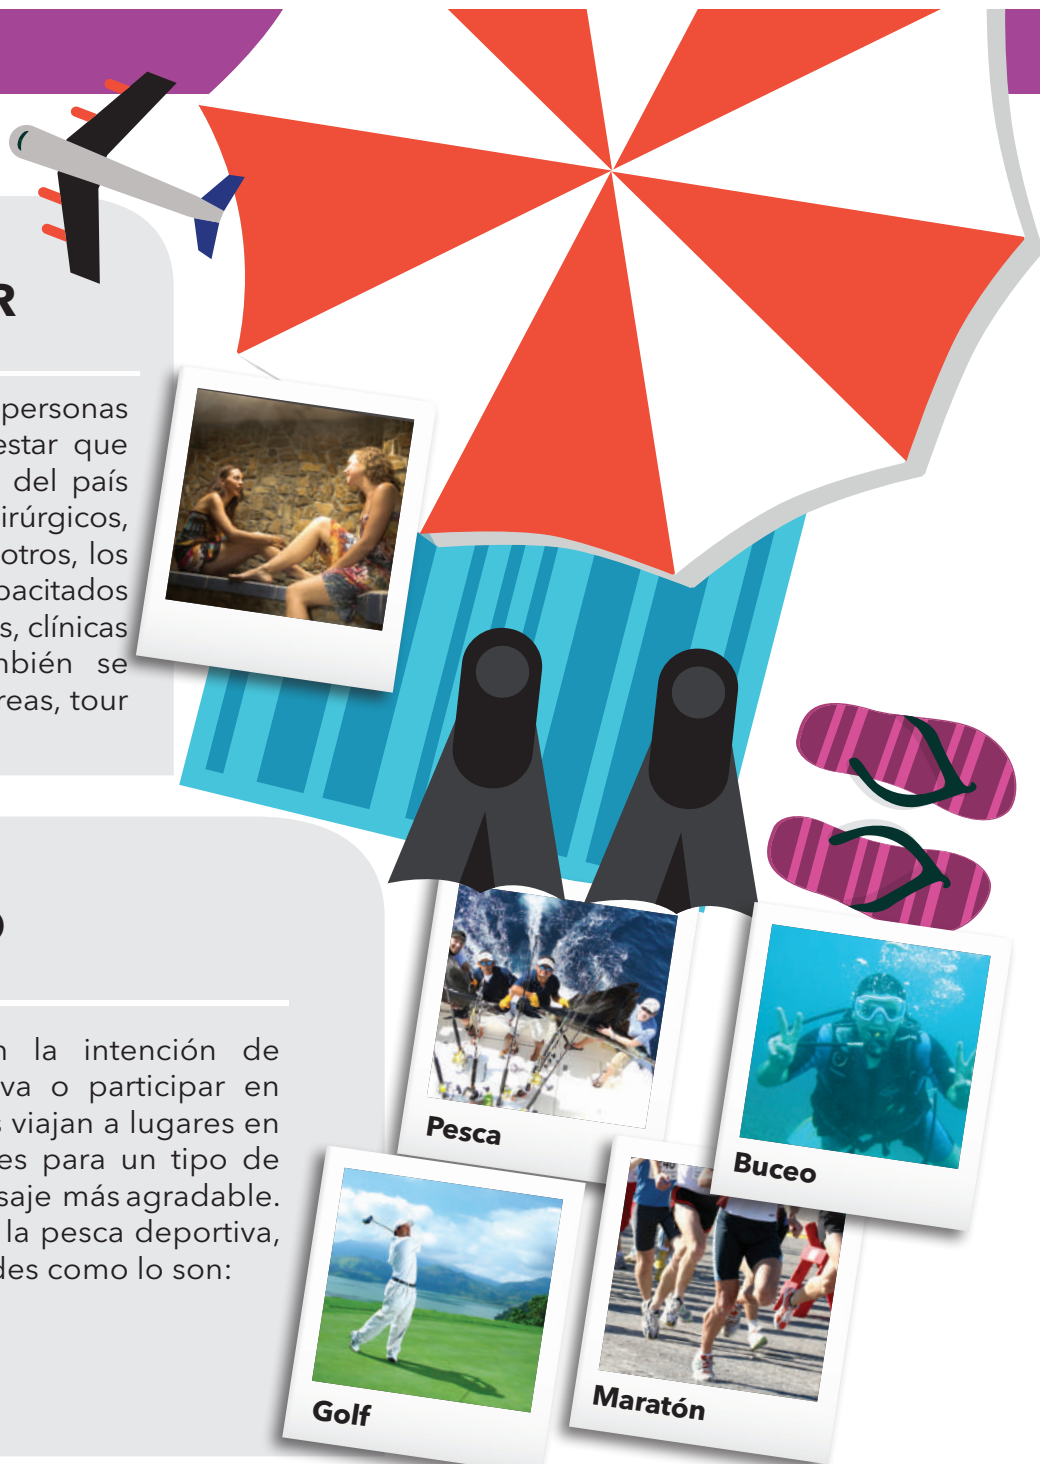 R
personas
estar que
del país
irúrgicos,
otros, los
pacitados
s, clínicas
mbién se
reas, tour
O
n la intención de
va o participar en
s viajan a lugares en
es para un tipo de
saje más agradable.
la pesca deportiva,
des como lo son:
Pesca
Buceo
Golf
Maratón